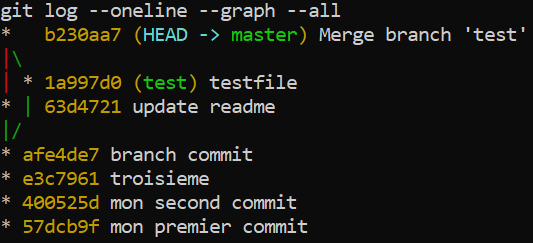 git log --oneline --graph --all
*   b230aa7 (HEAD -> master) Merge branch 'test'
|\
| * 1a997d0 (test) testfile
* | 63d4721 update readme
|/
* afe4de7 branch commit
* e3c7961 troisieme
* 400525d mon second commit
* 57dcb9f mon premier commit